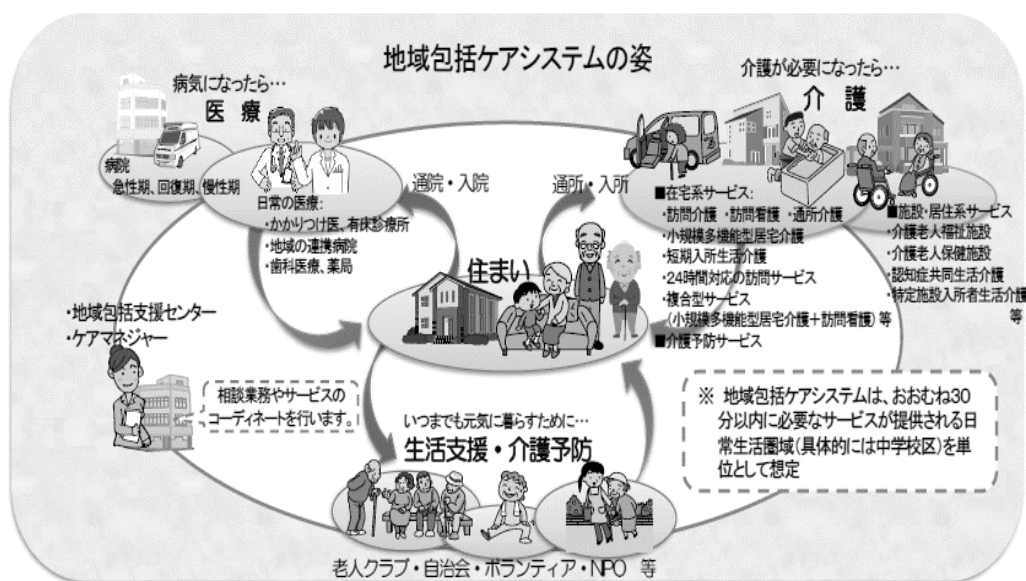 地域包括ケアシステムの姿
病気になったら…
医療
病院
急性期、回復期、慢性期
日常の医療:
・かかりつけ医、有床診療所
・地域の連携病院
・歯科医療、薬局
通院・入院
通所・入所
介護が必要になったら…
介護
■在宅系サービス:
・訪問介護 ・訪問看護 ・通所介護
・小規模多機能型居宅介護
・短期入所生活介護
・24時間対応の訪問サービス
・複合型サービス
(小規模多機能型居宅介護+訪問看護)等
■介護予防サービス
■施設・居住系サービス
・介護老人福祉施設
・介護老人保健施設
・認知症共同生活介護
・特定施設入所者生活介護
等
住まい
・地域包括支援センター
・ケアマネジャー
相談業務やサービスの
コーディネートを行います。
いつまでも元気に暮らすために…
生活支援・介護予防
老人クラブ・自治会・ボランティア・NPO 等
※ 地域包括ケアシステムは、おおむね30
分以内に必要なサービスが提供される日
常生活圏域(具体的には中学校区)を単
位として想定